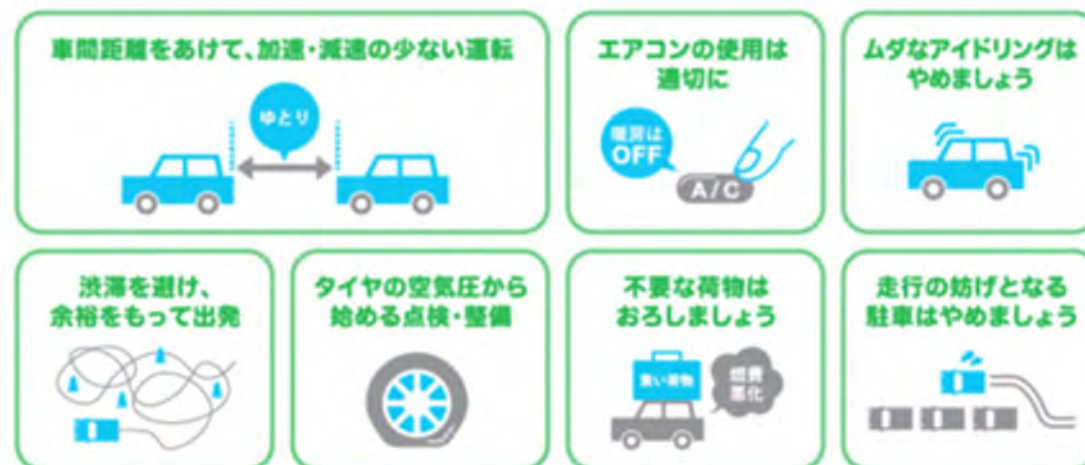 車間距離をあけて、加速・減速の少ない運転
ゆとり
エアコンの使用は
適切に
暖房は
OFF
A/C
ムダなアイドリングは
やめましょう
渋滞を避け、
余裕をもって出発
タイヤの空気圧から
始める点検・整備
不要な荷物は
おろしましょう
重い荷物
燃費
悪化
走行の妨げとなる
駐車はやめましょう